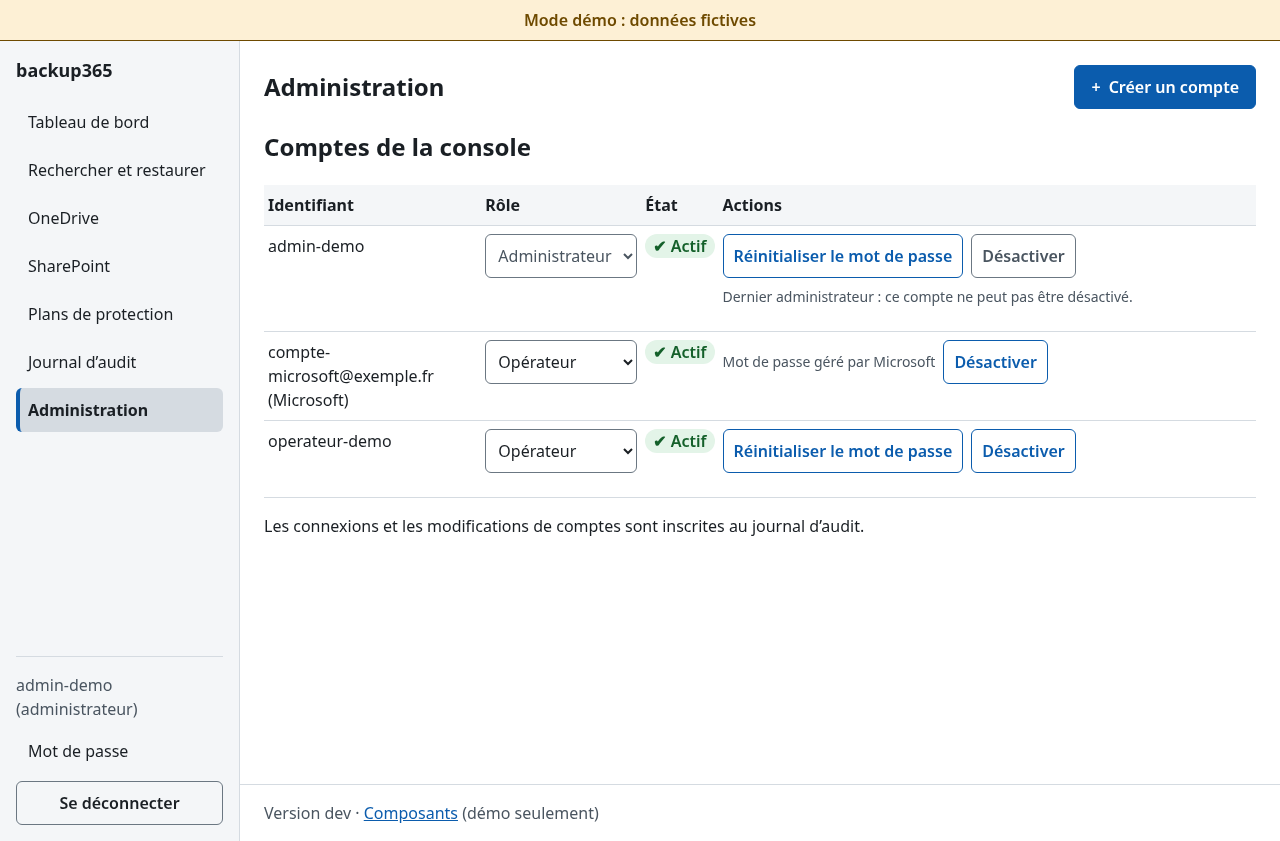 Mode démo : données fictives
backup365
Tableau de bord
Rechercher et restaurer
OneDrive
SharePoint
Plans de protection
Journal d’audit
Administration
admin-demo
(administrateur)
Mot de passe
Se déconnecter
Administration
+ Créer un compte
Comptes de la console
Identifiant Rôle État Actions
admin-demo Administrateur ✔ Actif Réinitialiser le mot de passe Désactiver
Dernier administrateur : ce compte ne peut pas être désactivé.
compte-
microsoft@exemple.fr
(Microsoft) Opérateur ✔ Actif Mot de passe géré par Microsoft Désactiver
operateur-demo Opérateur ✔ Actif Réinitialiser le mot de passe Désactiver
Les connexions et les modifications de comptes sont inscrites au journal d’audit.
Version dev · Composants (démo seulement)